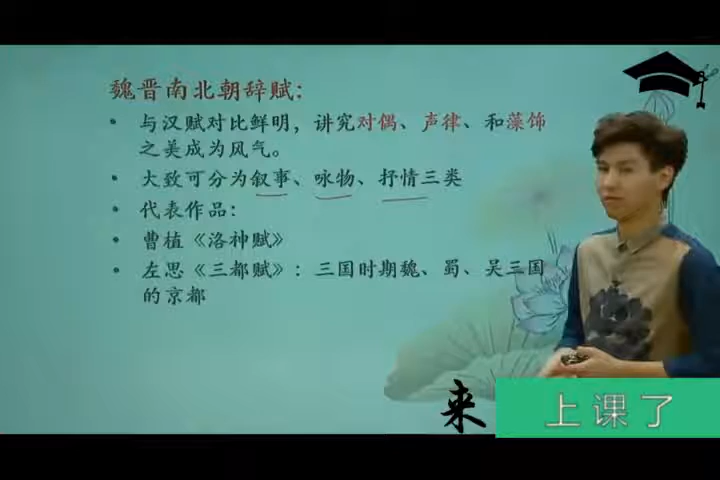 魏晋南北朝辞赋：
• 与汉赋对比鲜明，讲究对偶、声律、和藻饰
之美成为风气。
• 大致可分为叙事、咏物、抒情三类
• 代表作品：
• 曹植《洛神赋》
• 左思《三都赋》：三国时期魏、蜀、吴三国
的京都
来 上课了